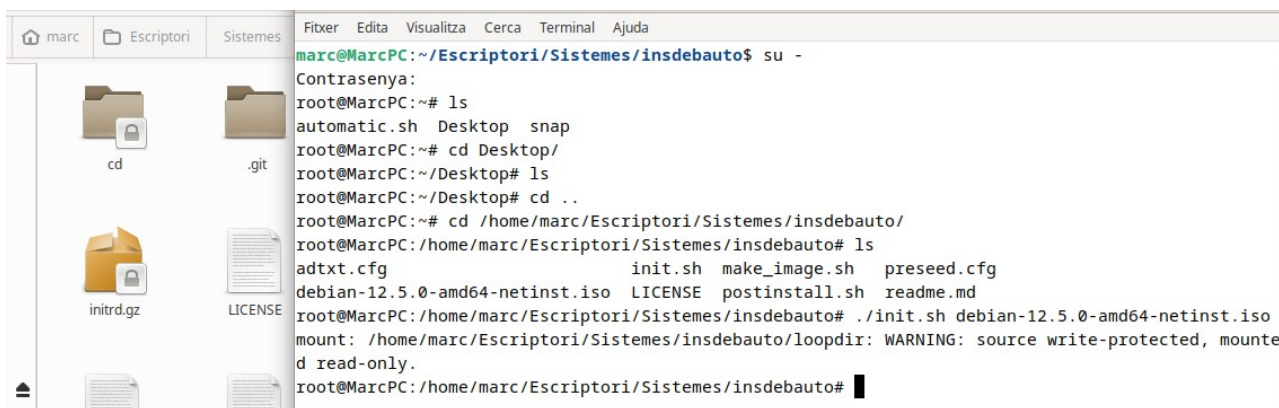 marc Escriptori Sistemes
cd
.git
initrd.gz
LICENSE
Fitxer Edita Visualitza Cerca Terminal Ajuda
marc@MarcPC:~/Escriptori/Sistemes/insdebauto$ su -
Contrasenya:
root@MarcPC:~# ls
automatic.sh Desktop snap
root@MarcPC:~# cd Desktop/
root@MarcPC:~/Desktop# ls
root@MarcPC:~/Desktop# cd ..
root@MarcPC:~# cd /home/marc/Escriptori/Sistemes/insdebauto/
root@MarcPC:/home/marc/Escriptori/Sistemes/insdebauto# ls
adtxt.cfg init.sh make_image.sh preseed.cfg
debian-12.5.0-amd64-netinst.iso LICENSE postinstall.sh readme.md
root@MarcPC:/home/marc/Escriptori/Sistemes/insdebauto# ./init.sh debian-12.5.0-amd64-netinst.iso
mount: /home/marc/Escriptori/Sistemes/insdebauto/loopdir: WARNING: source write-protected, mounte
d read-only.
root@MarcPC:/home/marc/Escriptori/Sistemes/insdebauto#